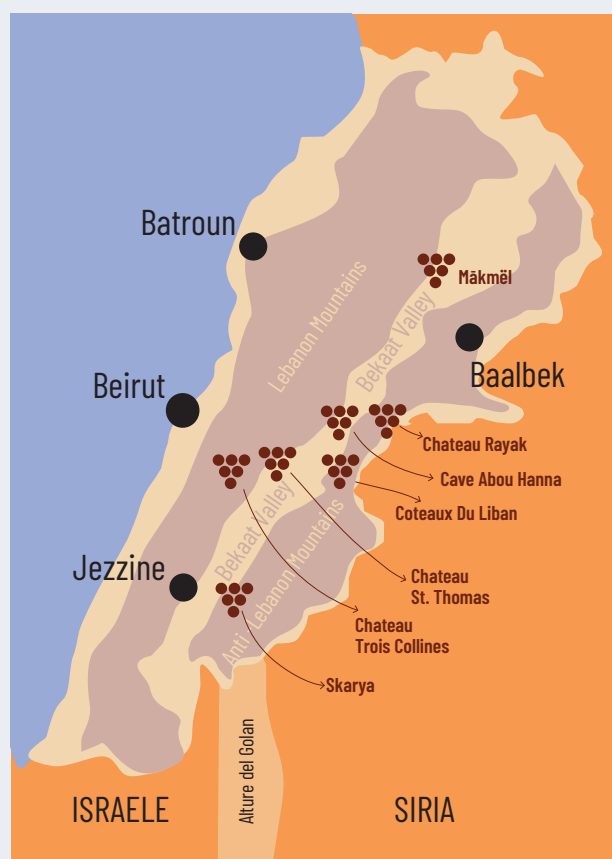 Batroun
Lebanon Mountains
Mākmël
Bekaat Valley
Baalbek
Beirut
Chateau Rayak
Cave Abou Hanna
Coteaux Du Liban
Bekaat Valley
Anti Lebanon Mountains
Jezzine
Chateau
St. Thomas
Chateau
Trois Collines
Skarya
Alture del Golan
ISRAELE
SIRIA